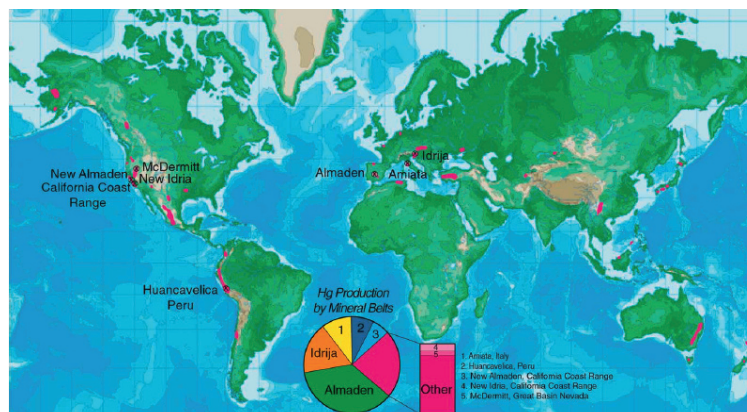 McDermitt
New Almaden
New Idria
California Coast
Range
Almaden
Idrija
Amiata
Huancavelica
Peru
Hg Production
by Mineral Belts
1
2
3
Idrija
Almaden
4
5
Other
1. Amiata, Italy
2. Huancavelica, Peru
3. New Almaden, California Coast Range
4. New Idria, California Coast Range
5. McDermitt, Great Basin Nevada